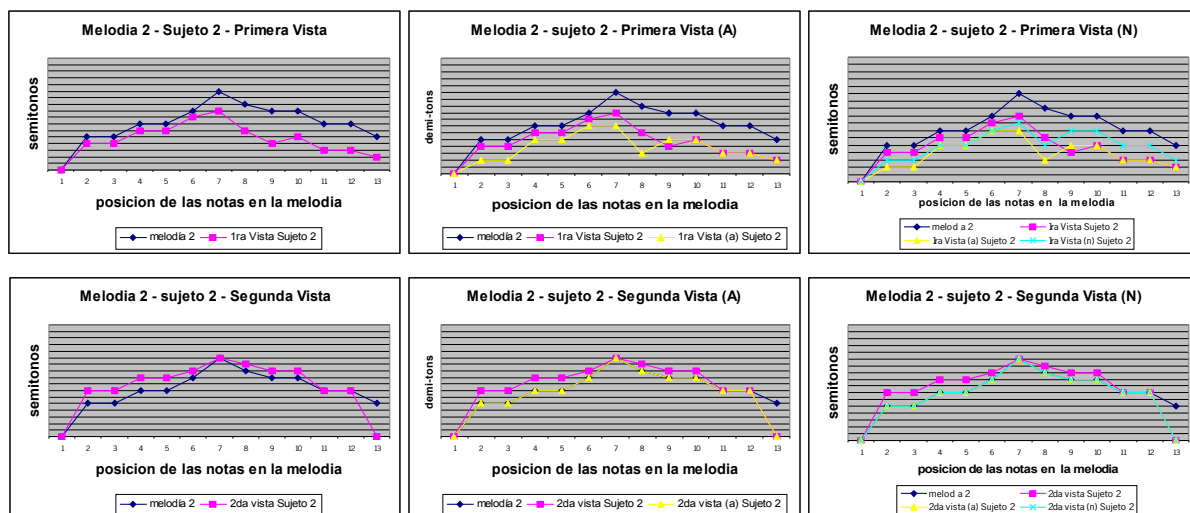 Melodia 2 - Sujeto 2 - Primera Vista
semitonos
1 2 3 4 5 6 7 8 9 10 11 12 13
posicion de las notas en la melodia
melodía 2 1ra Vista Sujeto 2
Melodia 2 - sujeto 2 - Primera Vista (A)
demi-tons
1 2 3 4 5 6 7 8 9 10 11 12 13
posicion de las notas en la melodia
melodía 2 1ra Vista Sujeto 2 1ra Vista (a) Sujeto 2
Melodia 2 - sujeto 2 - Primera Vista (N)
semitonos
1 2 3 4 5 6 7 8 9 10 11 12 13
posicion de las notas en la melodia
melod a 2 1ra Vista Sujeto 2
1ra Vista (a) Sujeto 2 1ra Vista (n) Sujeto 2
Melodia 2 - sujeto 2 - Segunda Vista
semitonos
1 2 3 4 5 6 7 8 9 10 11 12 13
posicion de las notas en la melodia
melodía 2 2da vista Sujeto 2
Melodia 2 - sujeto 2 - Segunda Vista (A)
demi-tons
1 2 3 4 5 6 7 8 9 10 11 12 13
posicion de las notas en la melodia
melodía 2 2da vista Sujeto 2 2da vista (a) Sujeto 2
Melodia 2 - sujeto 2 - Segunda Vista (N)
semitonos
1 2 3 4 5 6 7 8 9 10 11 12 13
posicion de las notas en la melodia
melod a 2 2da vista Sujeto 2
2da vista (a) Sujeto 2 2da vista (n) Sujeto 2